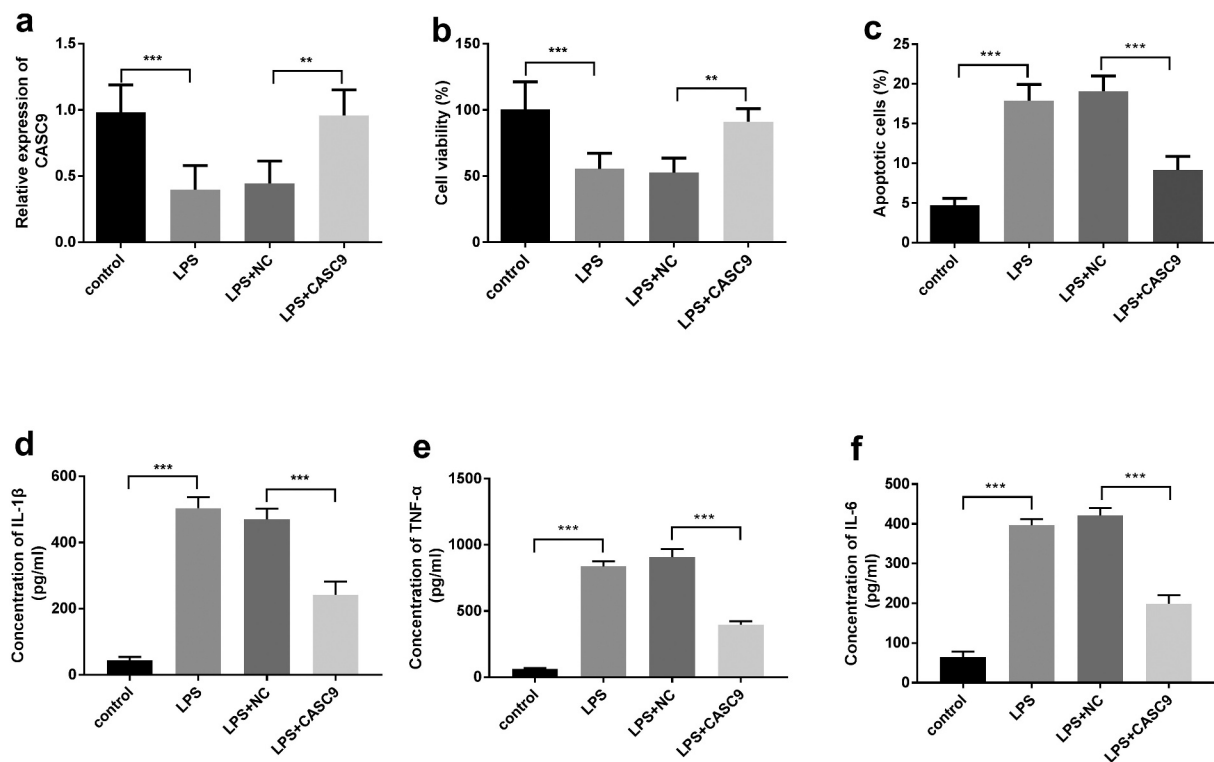 a
Relative expression of
CASC9
1.5
1.0
0.5
0.0
***
**
control
LPS
LPS+NC
LPS+CASC9
b
Cell viability (%)
150
100
50
0
***
**
control
LPS
LPS+NC
LPS+CASC9
c
Apoptotic cells (%)
25
20
15
10
5
0
***
***
control
LPS
LPS+NC
LPS+CASC9
d
Concentration of IL-1β
(pg/ml)
600
400
200
0
***
***
control
LPS
LPS+NC
LPS+CASC9
e
Concentration of TNF-α
(pg/ml)
1500
1000
500
0
***
***
control
LPS
LPS+NC
LPS+CASC9
f
Concentration of IL-6
(pg/ml)
500
400
300
200
100
0
***
***
control
LPS
LPS+NC
LPS+CASC9